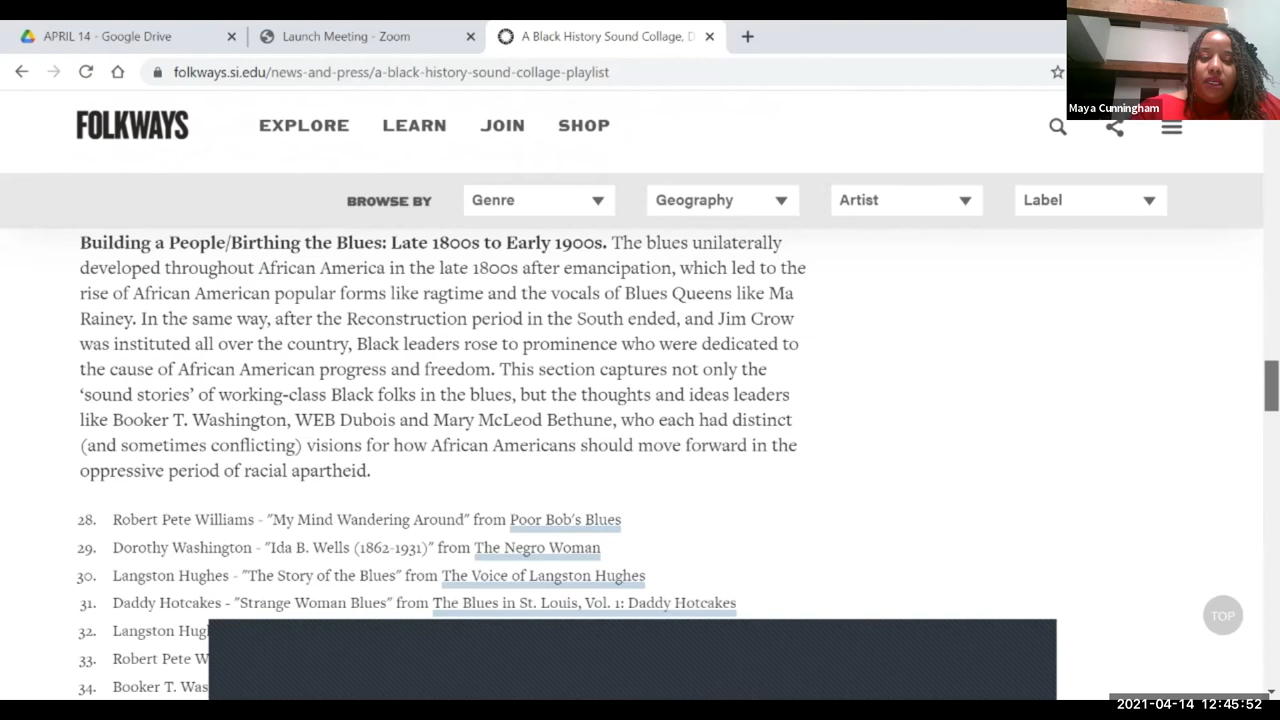 APRIL 14 - Google Drive
Launch Meeting - Zoom
A Black History Sound Collage, D
folkways.si.edu/news-and-press/a-black-history-sound-collage-playlist
Maya Cunningham
FOLKWAYS
EXPLORE LEARN JOIN SHOP
BROWSE BY Genre Geography Artist Label
Building a People/Birthing the Blues: Late 1800s to Early 1900s. The blues unilaterally
developed throughout African America in the late 1800s after emancipation, which led to the
rise of African American popular forms like ragtime and the vocals of Blues Queens like Ma
Rainey. In the same way, after the Reconstruction period in the South ended, and Jim Crow
was instituted all over the country, Black leaders rose to prominence who were dedicated to
the cause of African American progress and freedom. This section captures not only the
‘sound stories’ of working-class Black folks in the blues, but the thoughts and ideas leaders
like Booker T. Washington, WEB Dubois and Mary McLeod Bethune, who each had distinct
(and sometimes conflicting) visions for how African Americans should move forward in the
oppressive period of racial apartheid.
28. Robert Pete Williams - "My Mind Wandering Around" from Poor Bob's Blues
29. Dorothy Washington - "Ida B. Wells (1862-1931)" from The Negro Woman
30. Langston Hughes - "The Story of the Blues" from The Voice of Langston Hughes
31. Daddy Hotcakes - "Strange Woman Blues" from The Blues in St. Louis, Vol. 1: Daddy Hotcakes
32. Langston Hugh
33. Robert Pete W
34. Booker T. Was
TOP
2021-04-14 12:45:52